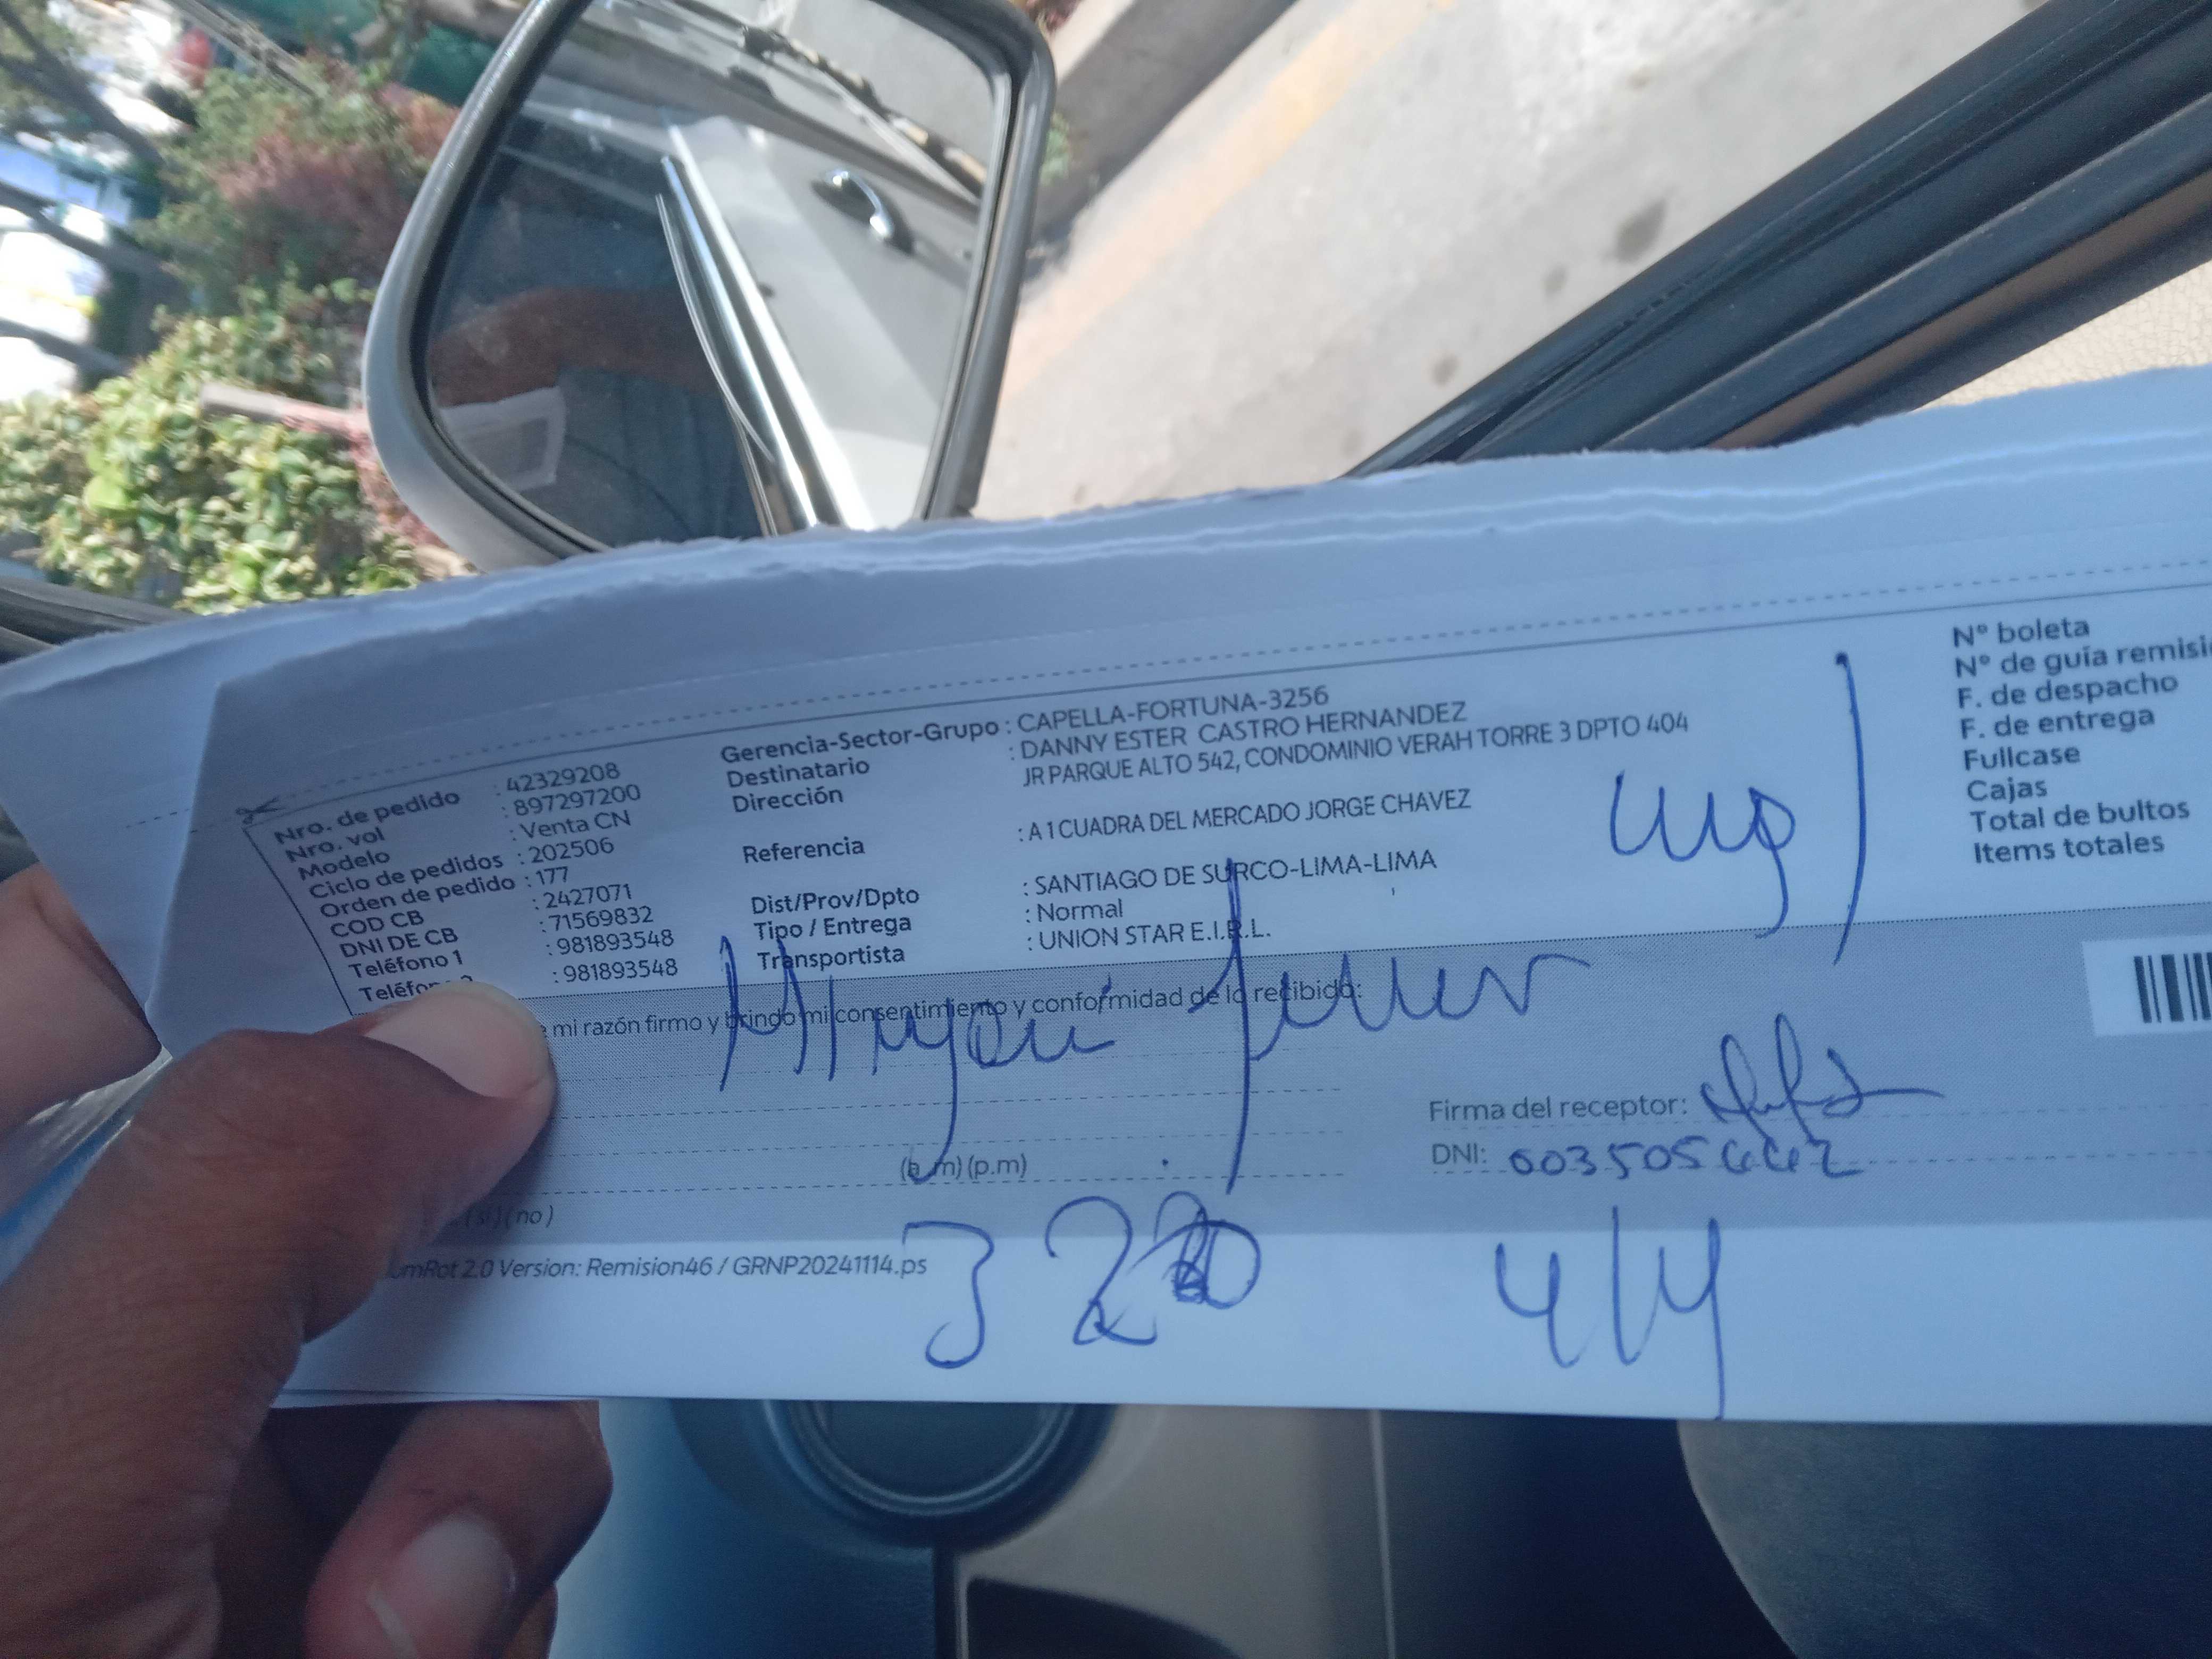 Nro. de pedido : 42329208
Nro. vol : 897297200
Modelo : Venta CN
Ciclo de pedidos : 202506
Orden de pedido : 177
COD CB : 2427071
DNI DE CB : 71569832
Teléfono 1 : 981893548
: 981893548
Gerencia-Sector-Grupo : CAPELLA-FORTUNA-3256
Destinatario : DANNY ESTER CASTRO HERNANDEZ
Dirección JR PARQUE ALTO 542, CONDOMINIO VERAH TORRE 3 DPTO 404
Referencia : A 1 CUADRA DEL MERCADO JORGE CHAVEZ
Dist/Prov/Dpto : SANTIAGO DE SURCO-LIMA-LIMA
Tipo / Entrega : Normal
Transportista : UNION STAR E.I.R.L.
N° boleta
N° de guía
F. de despacho
F. de entrega
Fullcase
Cajas
Total de bultos
Items totales
mi razón firmo y brindo mi consentimiento y conformidad de lo recibido:
Firma del receptor:
(a.m) (p.m)
DNI:
(si) (no)
2.0 Version: Remision46 / GRNP20241114.ps